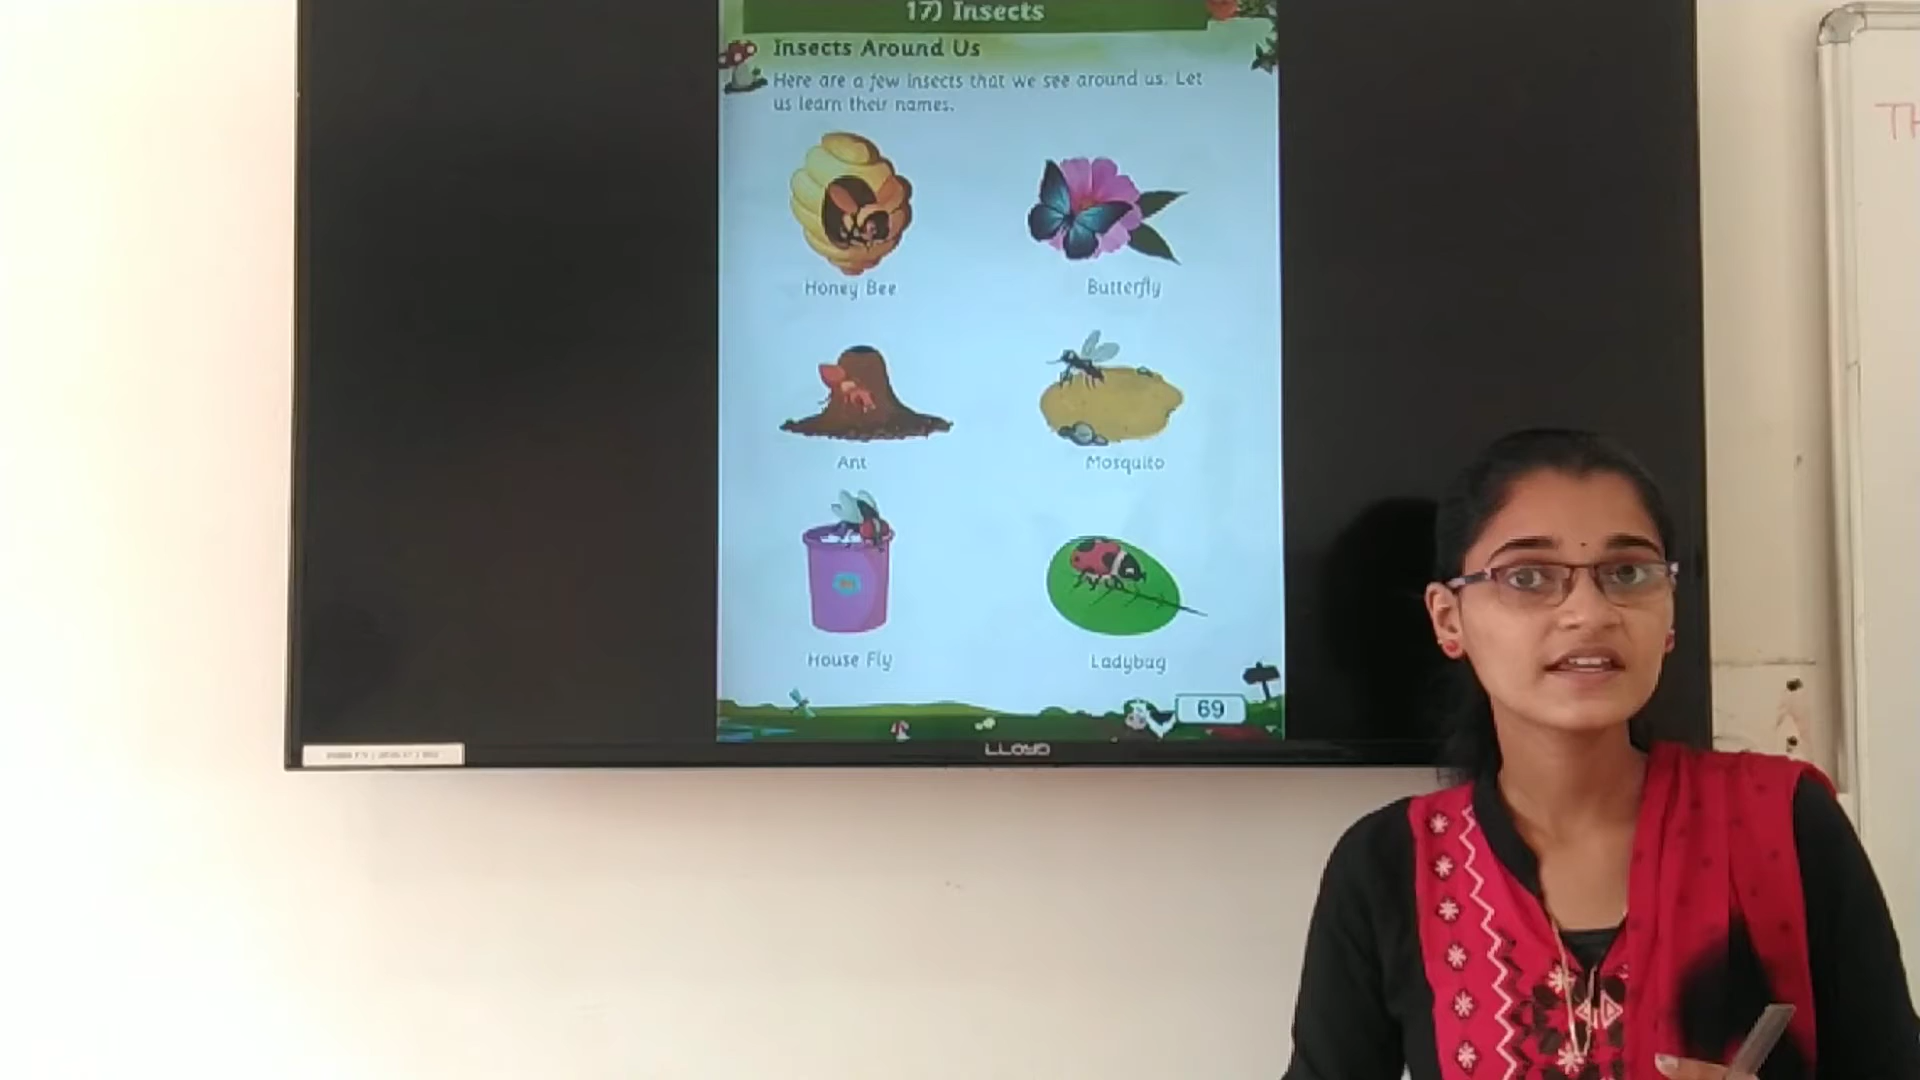 17) Insects
Insects Around Us
Here are a few insects that we see around us. Let
us learn their names.
Honey Bee
Butterfly
Ant
Mosquito
House Fly
Ladybug
69
LLOYD
TH